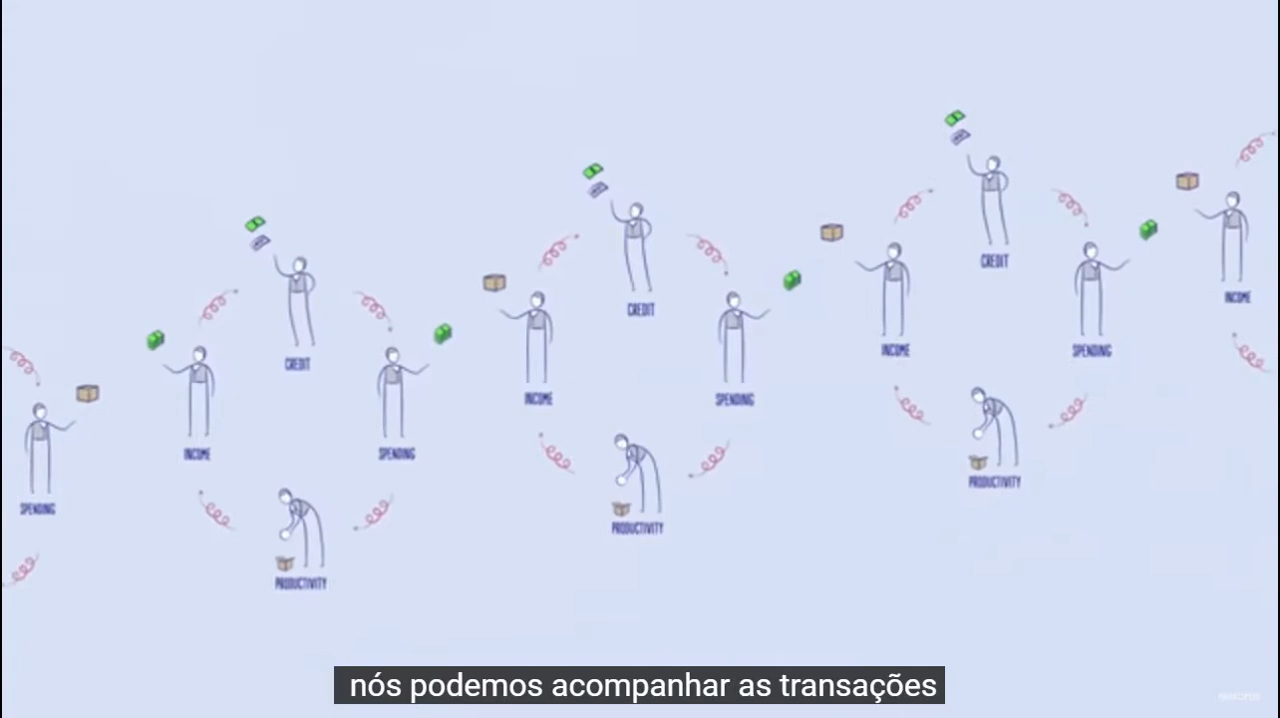 CREDIT
INCOME
CREDIT
INCOME
CREDIT
INCOME
SPENDING
SPENDING
INCOME
SPENDING
SPENDING
PRODUCTIVITY
PRODUCTIVITY
PRODUCTIVITY
nós podemos acompanhar as transações